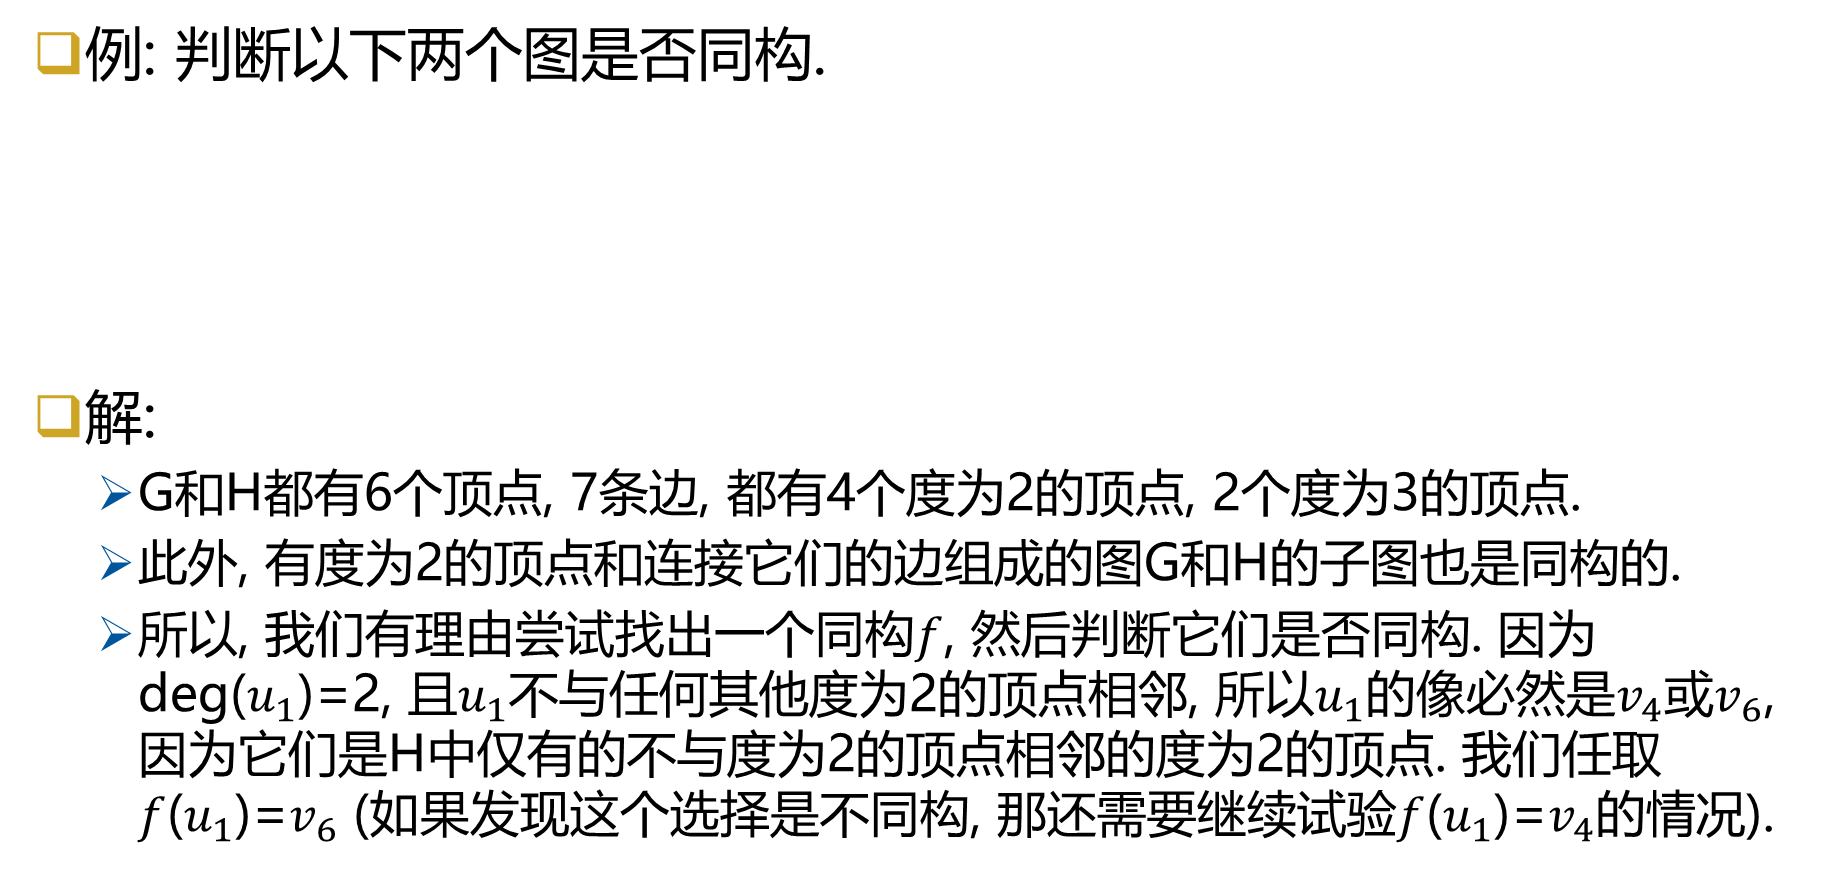 例: 判断以下两个图是否同构.
解:
G和H都有6个顶点, 7条边, 都有4个度为2的顶点, 2个度为3的顶点.
此外, 有度为2的顶点和连接它们的边组成的图G和H的子图也是同构的.
所以, 我们有理由尝试找出一个同构f, 然后判断它们是否同构. 因为
deg(u₁)=2, 且u₁不与任何其他度为2的顶点相邻, 所以u₁的像必然是v₄或v₆,
因为它们是H中仅有的不与度为2的顶点相邻的度为2的顶点. 我们任取
f(u₁)=v₆ (如果发现这个选择是不同构, 那还需要继续试验f(u₁)=v₄的情况).